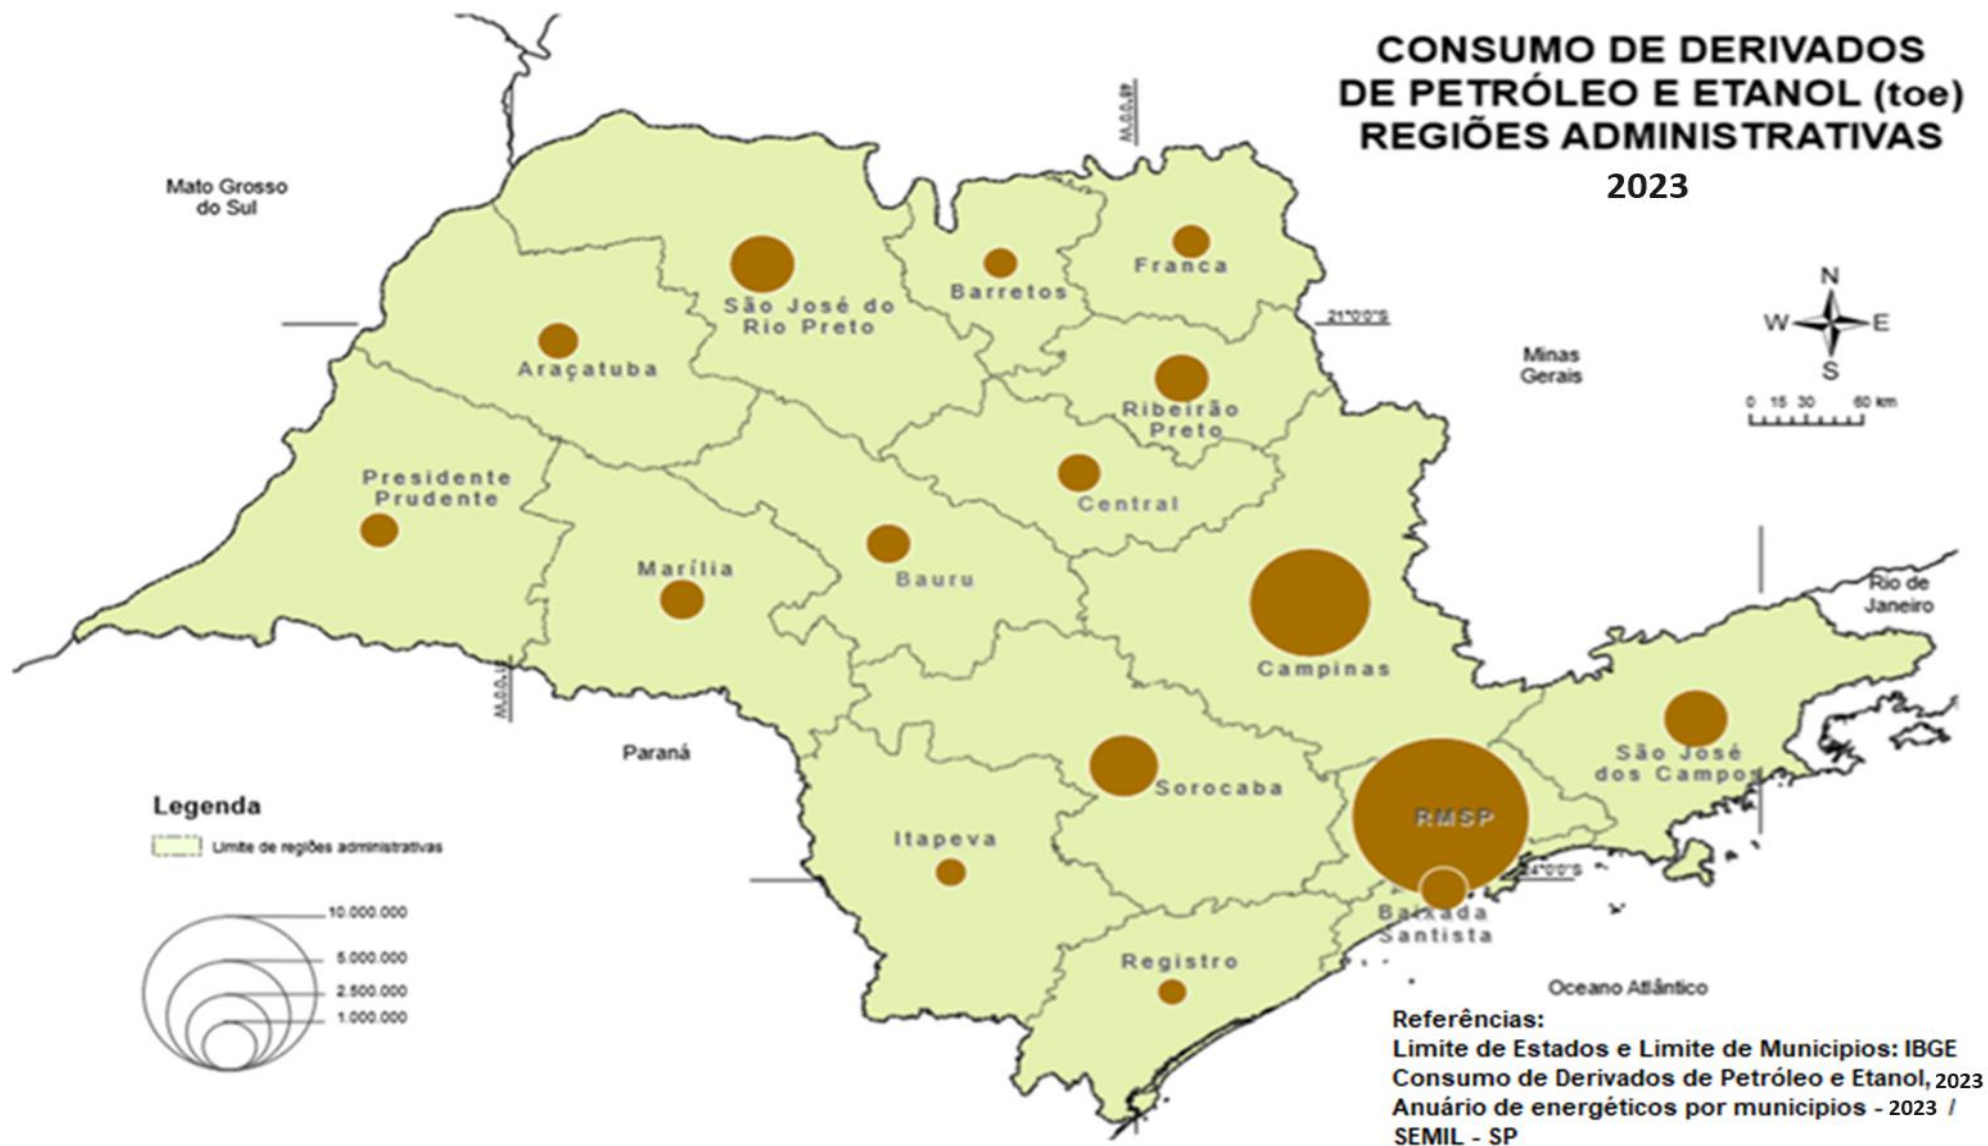 CONSUMO DE DERIVADOS
DE PETRÓLEO E ETANOL (toe)
REGIÕES ADMINISTRATIVAS
2023
48°0'0"W
Mato Grosso
do Sul
Franca
Barretos
São José do
Rio Preto
21°0'0"S
N
W
E
S
Minas
Gerais
Araçatuba
0 15 30 60 km
Ribeirão
Preto
Presidente
Prudente
Central
Marília
Bauru
Rio de
Janeiro
Campinas
Paraná
São José
dos Campos
Sorocaba
RMSP
Legenda
Limite de regiões administrativas
Itapeva
24°0'0"S
Baixada
Santista
10.000.000
5.000.000
2.500.000
1.000.000
Registro
Oceano Atlântico
Referências:
Limite de Estados e Limite de Municipios: IBGE
Consumo de Derivados de Petróleo e Etanol, 2023
Anuário de energéticos por municipios - 2023 /
SEMIL - SP